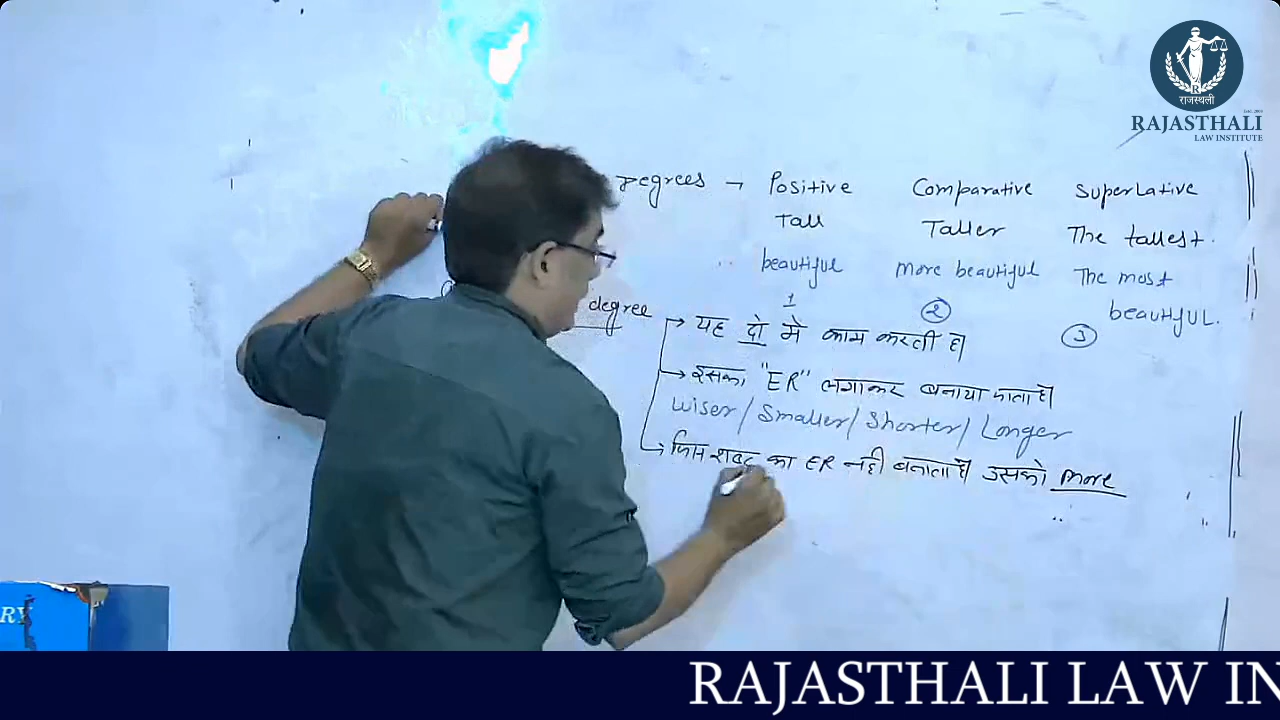 राजस्थली
RAJASTHALI
LAW INSTITUTE
Degrees → Positive Comparative Superlative
Tall Taller The tallest.
beautiful more beautiful The most
beautiful.
1 2 3
degree → यह दो मे काम करती है।
→ इसका "ER" लगाकर बनाया जाता है।
Wiser / Smaller / Shorter / Longer
→ जिस शब्द का ER नही बनाता है। उसको more
RY
RAJASTHALI LAW IN